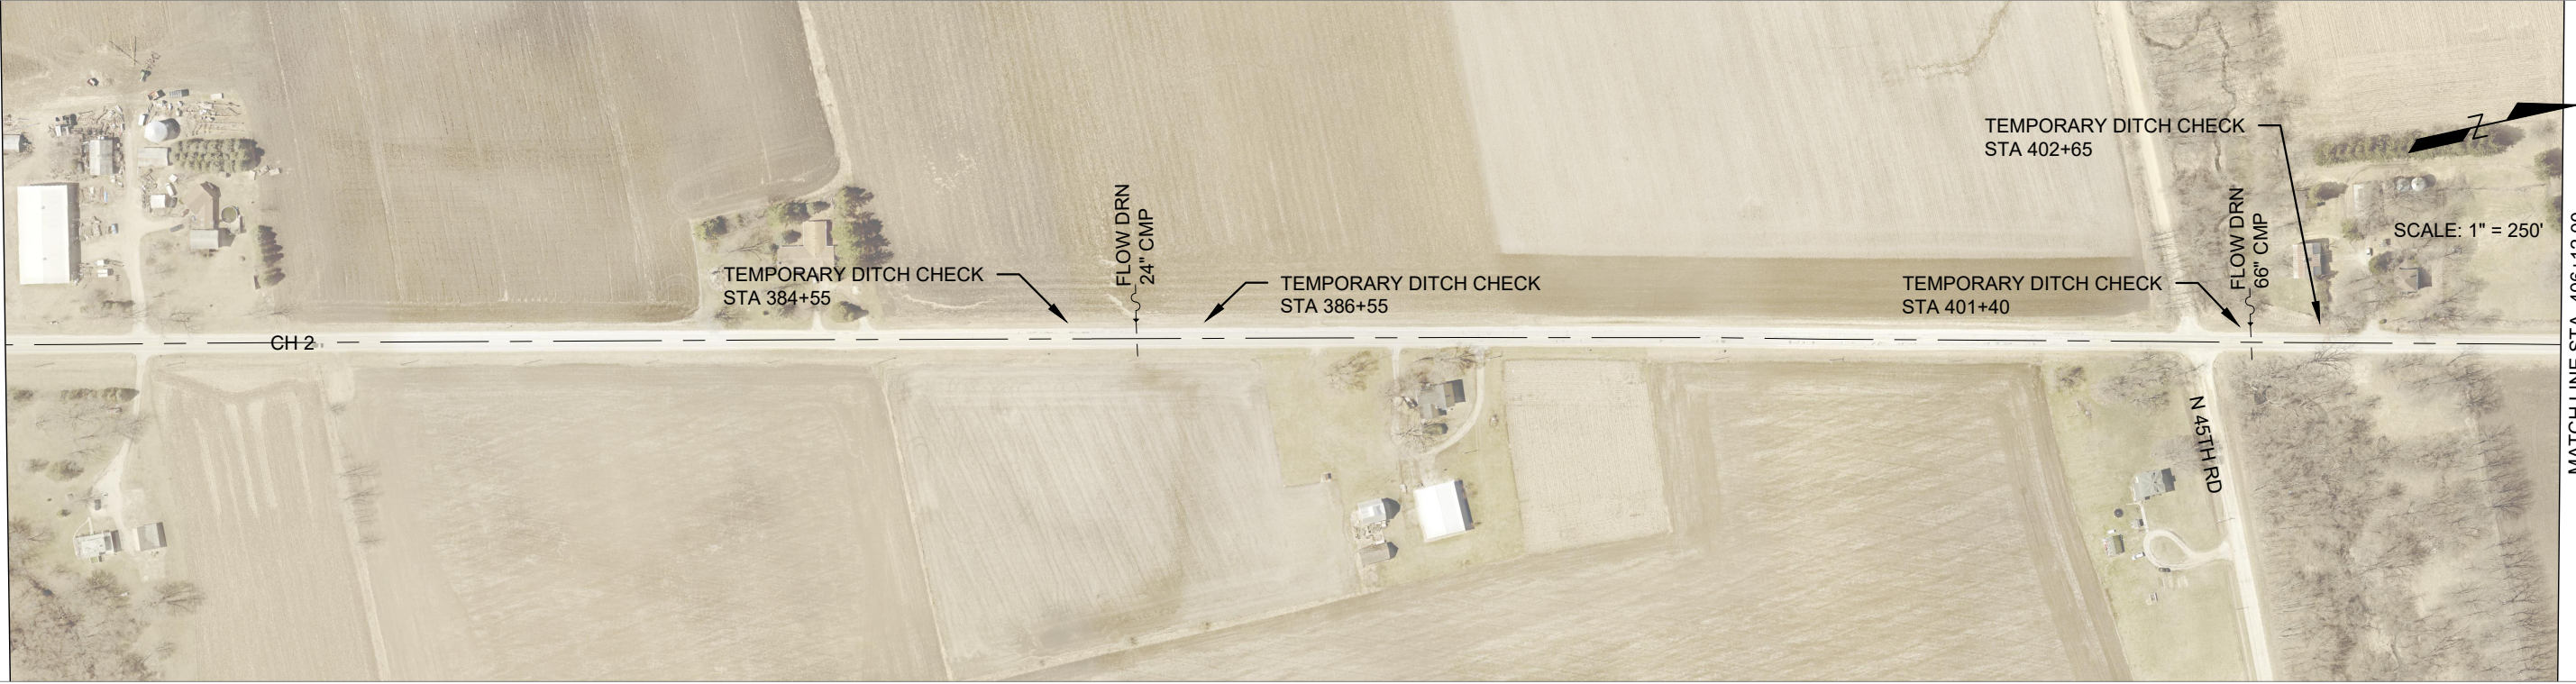 TEMPORARY DITCH CHECK
STA 402+65
FLOW DRN
24" CMP
FLOW DRN
66" CMP
SCALE: 1" = 250'
TEMPORARY DITCH CHECK
STA 384+55
TEMPORARY DITCH CHECK
STA 386+55
TEMPORARY DITCH CHECK
STA 401+40
CH 2
N 45TH RD
Z